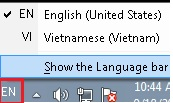 EN English (United States)
VI Vietnamese (Vietnam)
Show the Language bar
EN 10:44